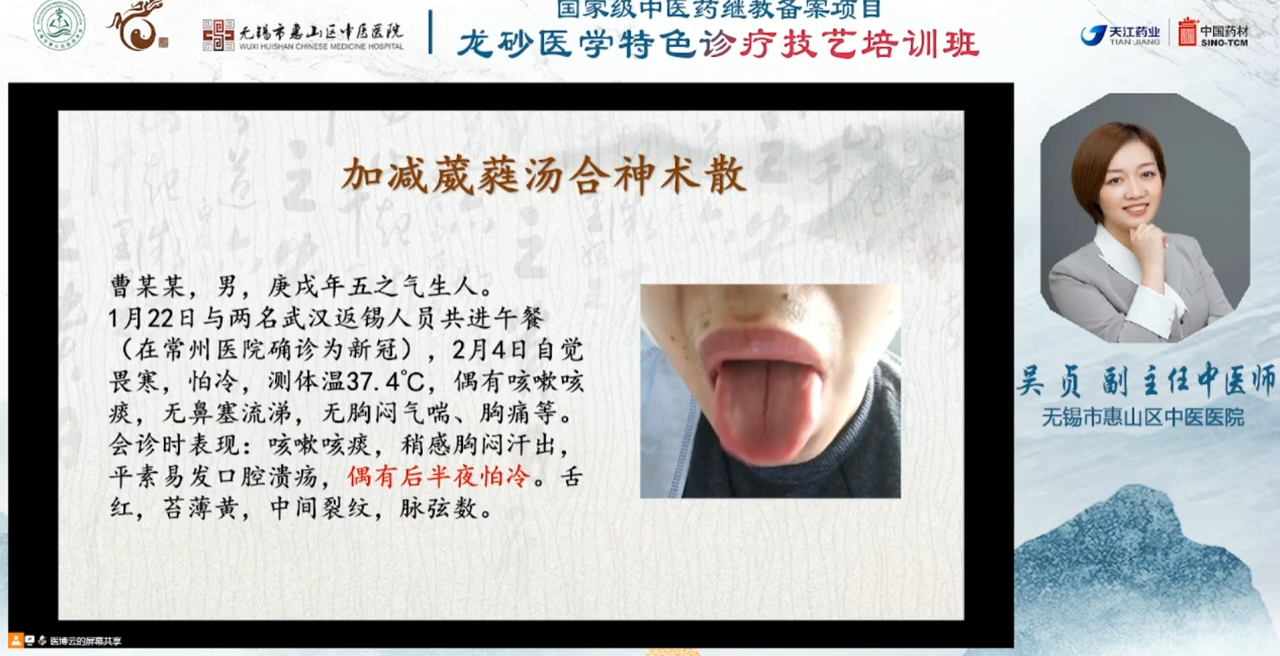 无锡市惠山区中医医院
WUXI HUISHAN CHINESE MEDICINE HOSPITAL
国家级中医药继教备案项目
龙砂医学特色诊疗技艺培训班
天江药业
TIAN JIANG
中国药材
SINO-TCM
加减葳蕤汤合神术散
曹某某，男，庚戌年五之气生人。
1月22日与两名武汉返锡人员共进午餐
（在常州医院确诊为新冠），2月4日自觉
畏寒，怕冷，测体温37.4℃，偶有咳嗽咳
痰，无鼻塞流涕，无胸闷气喘、胸痛等。
会诊时表现：咳嗽咳痰，稍感胸闷汗出，
平素易发口腔溃疡，偶有后半夜怕冷。舌
红，苔薄黄，中间裂纹，脉弦数。
吴贞 副主任中医师
无锡市惠山区中医医院
医博云的屏幕共享